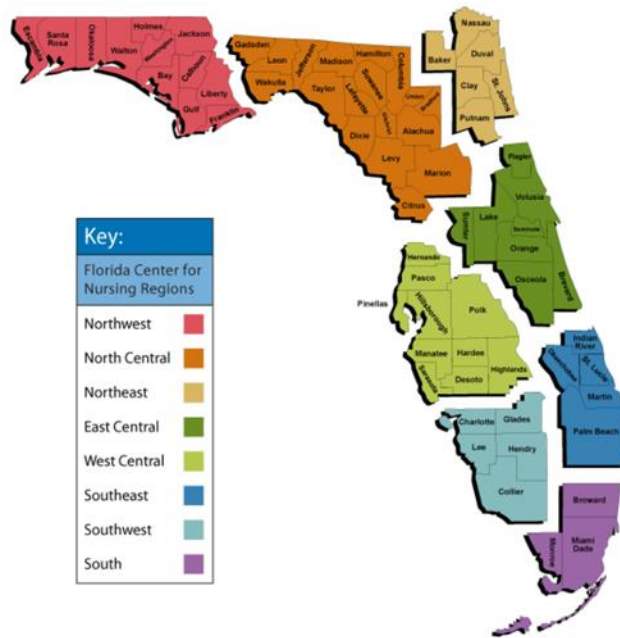 Escambia
Santa
Rosa
Okaloosa
Walton
Holmes
Washington
Jackson
Bay
Calhoun
Liberty
Gulf
Franklin
Gadsden
Leon
Wakulla
Jefferson
Madison
Taylor
Hamilton
Suwannee
Lafayette
Columbia
Union
Bradford
Gilchrist
Dixie
Alachua
Levy
Marion
Citrus
Nassau
Baker
Duval
Clay
St. Johns
Putnam
Flagler
Volusia
Sumter
Lake
Seminole
Orange
Osceola
Brevard
Hernando
Pasco
Pinellas
Hillsborough
Polk
Manatee
Hardee
Sarasota
Desoto
Highlands
Indian
River
Okeechobee
St. Lucie
Martin
Palm Beach
Charlotte
Glades
Lee
Hendry
Collier
Broward
Monroe
Miami
Dade
Key:
Florida Center for
Nursing Regions
Northwest
North Central
Northeast
East Central
West Central
Southeast
Southwest
South